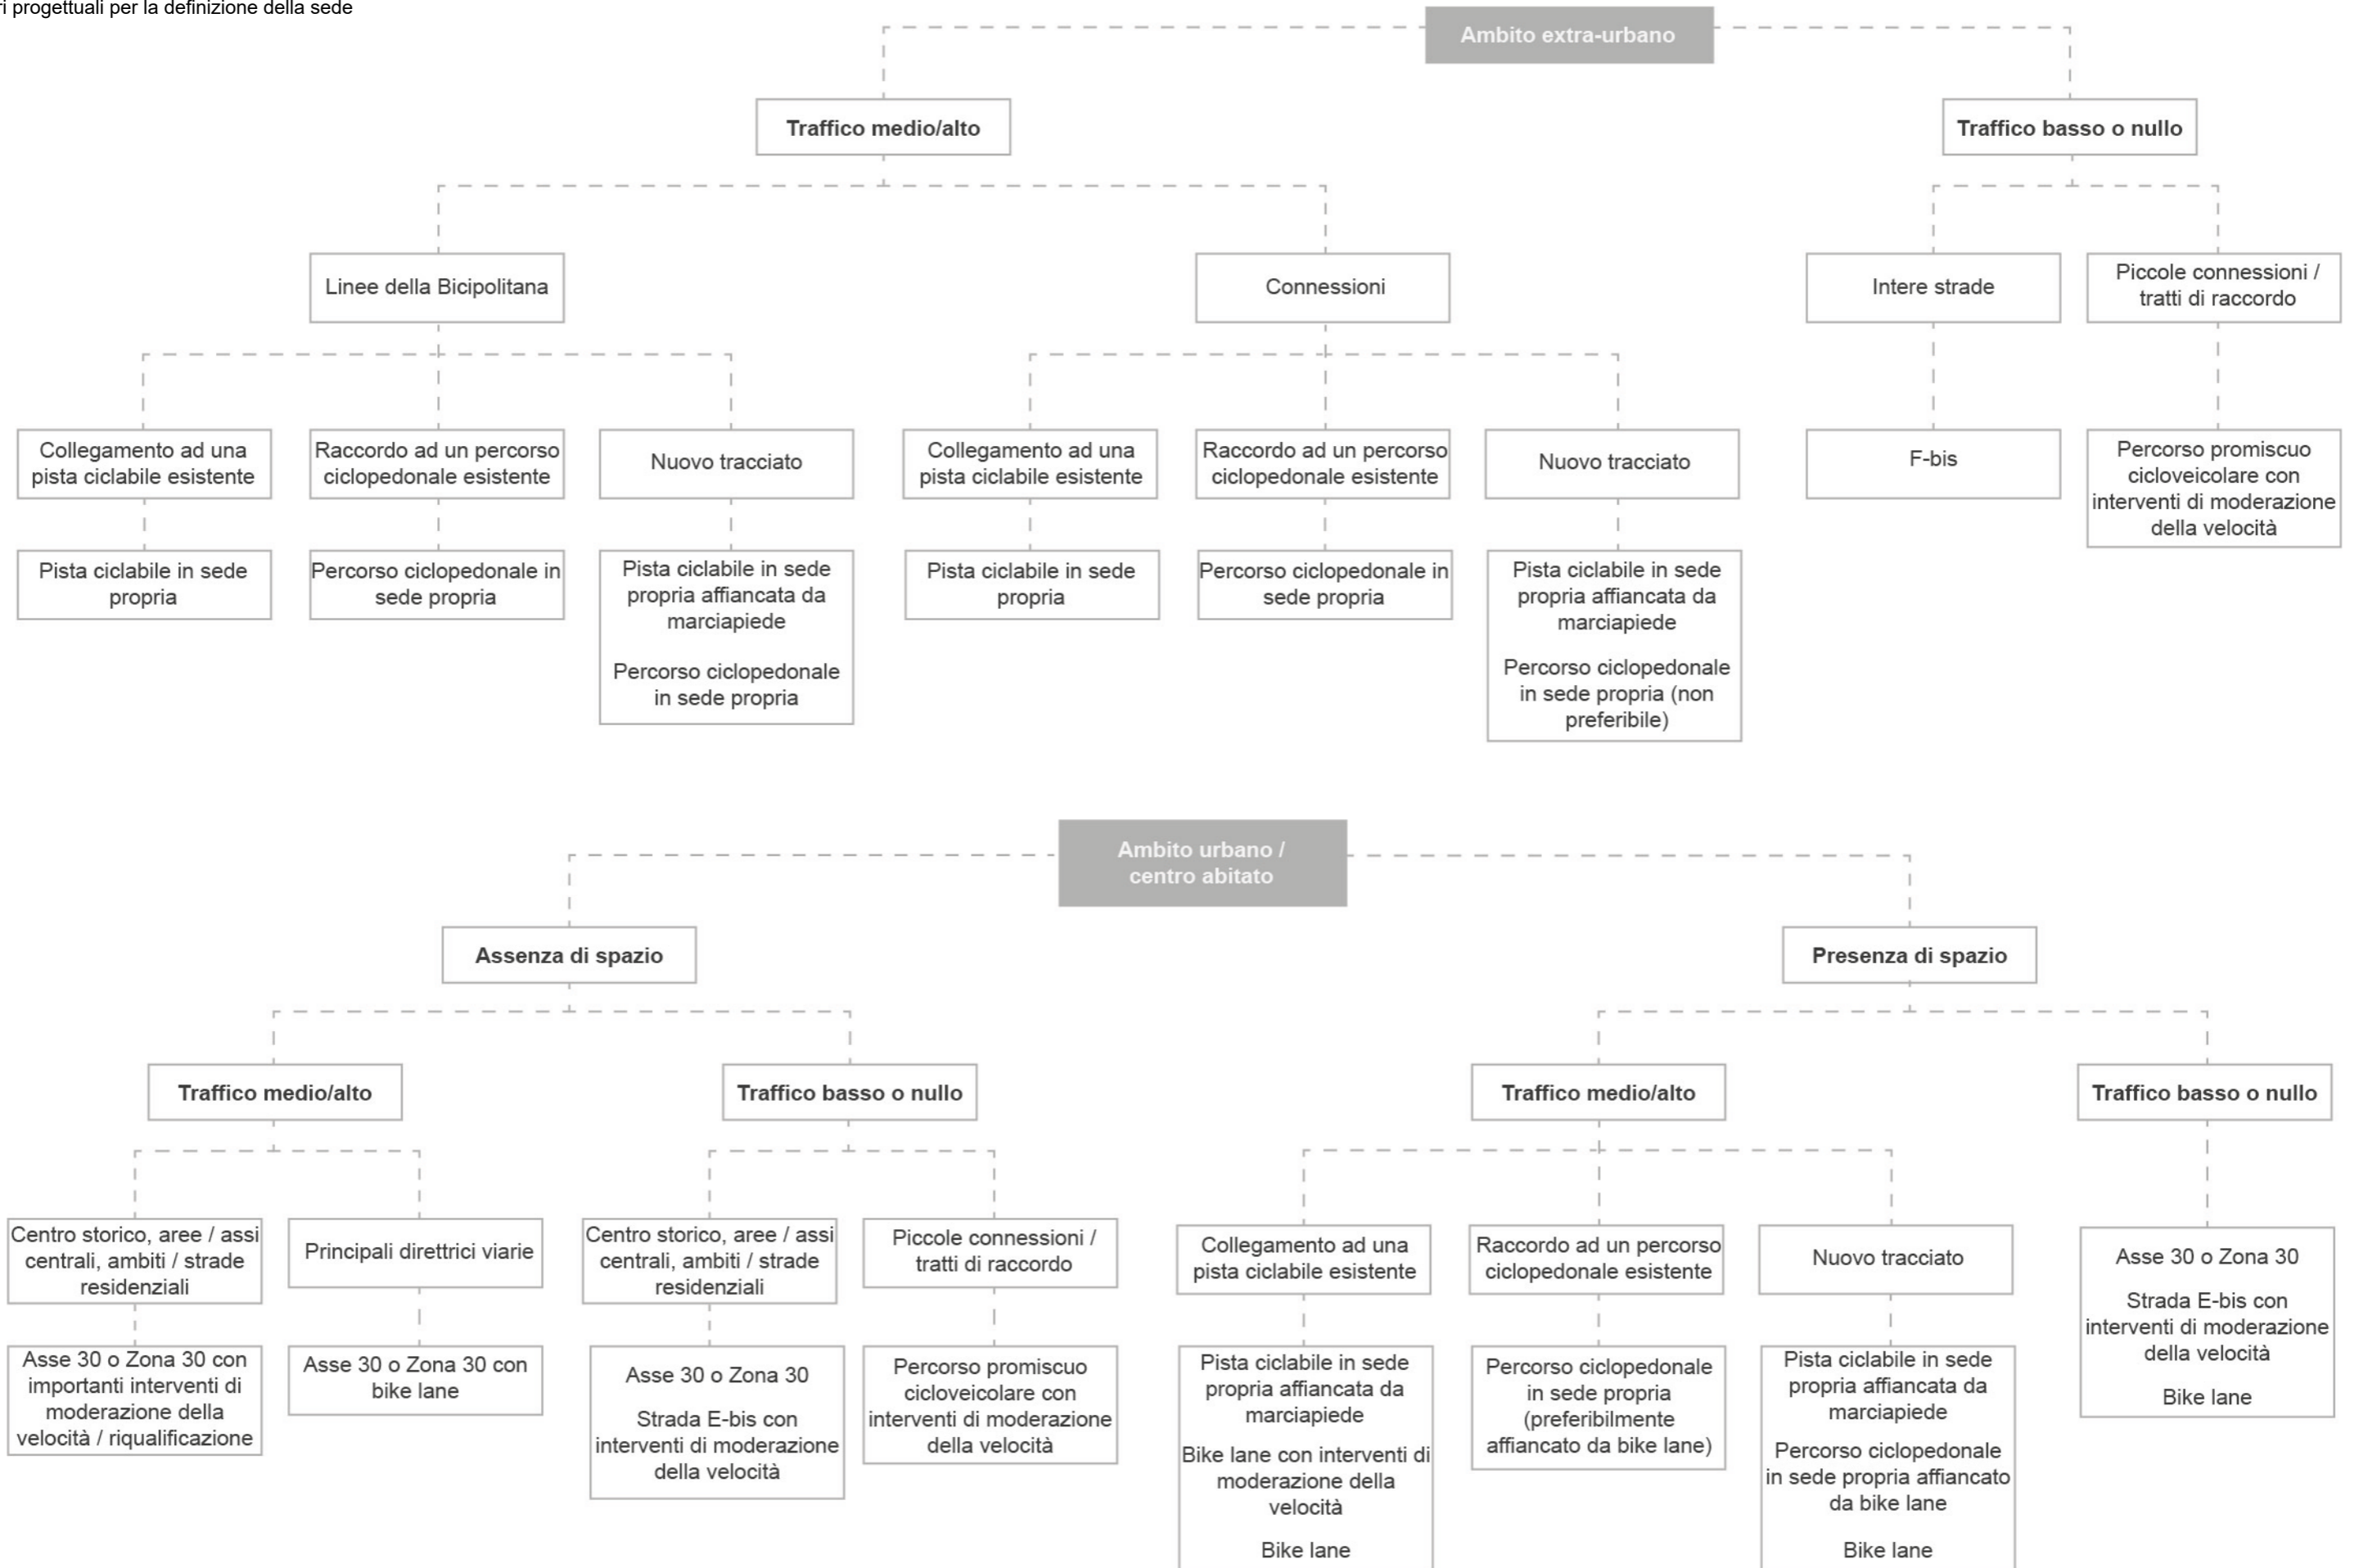 ri progettuali per la definizione della sede
Ambito extra-urbano
Traffico medio/alto
Traffico basso o nullo
Linee della Bicipolitana
Connessioni
Intere strade
Piccole connessioni /
tratti di raccordo
Collegamento ad una
pista ciclabile esistente
Raccordo ad un percorso
ciclopedonale esistente
Nuovo tracciato
Collegamento ad una
pista ciclabile esistente
Raccordo ad un percorso
ciclopedonale esistente
Nuovo tracciato
F-bis
Percorso promiscuo
cicloveicolare con
interventi di moderazione
della velocità
Pista ciclabile in sede
propria
Percorso ciclopedonale in
sede propria
Pista ciclabile in sede
propria affiancata da
marciapiede
Percorso ciclopedonale
in sede propria
Pista ciclabile in sede
propria
Percorso ciclopedonale in
sede propria
Pista ciclabile in sede
propria affiancata da
marciapiede
Percorso ciclopedonale
in sede propria (non
preferibile)
Ambito urbano /
centro abitato
Assenza di spazio
Presenza di spazio
Traffico medio/alto
Traffico basso o nullo
Traffico medio/alto
Traffico basso o nullo
Centro storico, aree / assi
centrali, ambiti / strade
residenziali
Principali direttrici viarie
Centro storico, aree / assi
centrali, ambiti / strade
residenziali
Piccole connessioni /
tratti di raccordo
Collegamento ad una
pista ciclabile esistente
Raccordo ad un percorso
ciclopedonale esistente
Nuovo tracciato
Asse 30 o Zona 30
Strada E-bis con
interventi di moderazione
della velocità
Bike lane
Asse 30 o Zona 30 con
importanti interventi di
moderazione della
velocità / riqualificazione
Asse 30 o Zona 30 con
bike lane
Asse 30 o Zona 30
Strada E-bis con
interventi di moderazione
della velocità
Percorso promiscuo
cicloveicolare con
interventi di moderazione
della velocità
Pista ciclabile in sede
propria affiancata da
marciapiede
Bike lane con interventi di
moderazione della
velocità
Bike lane
Percorso ciclopedonale
in sede propria
(preferibilmente
affiancato da bike lane)
Pista ciclabile in sede
propria affiancata da
marciapiede
Percorso ciclopedonale
in sede propria affiancato
da bike lane
Bike lane